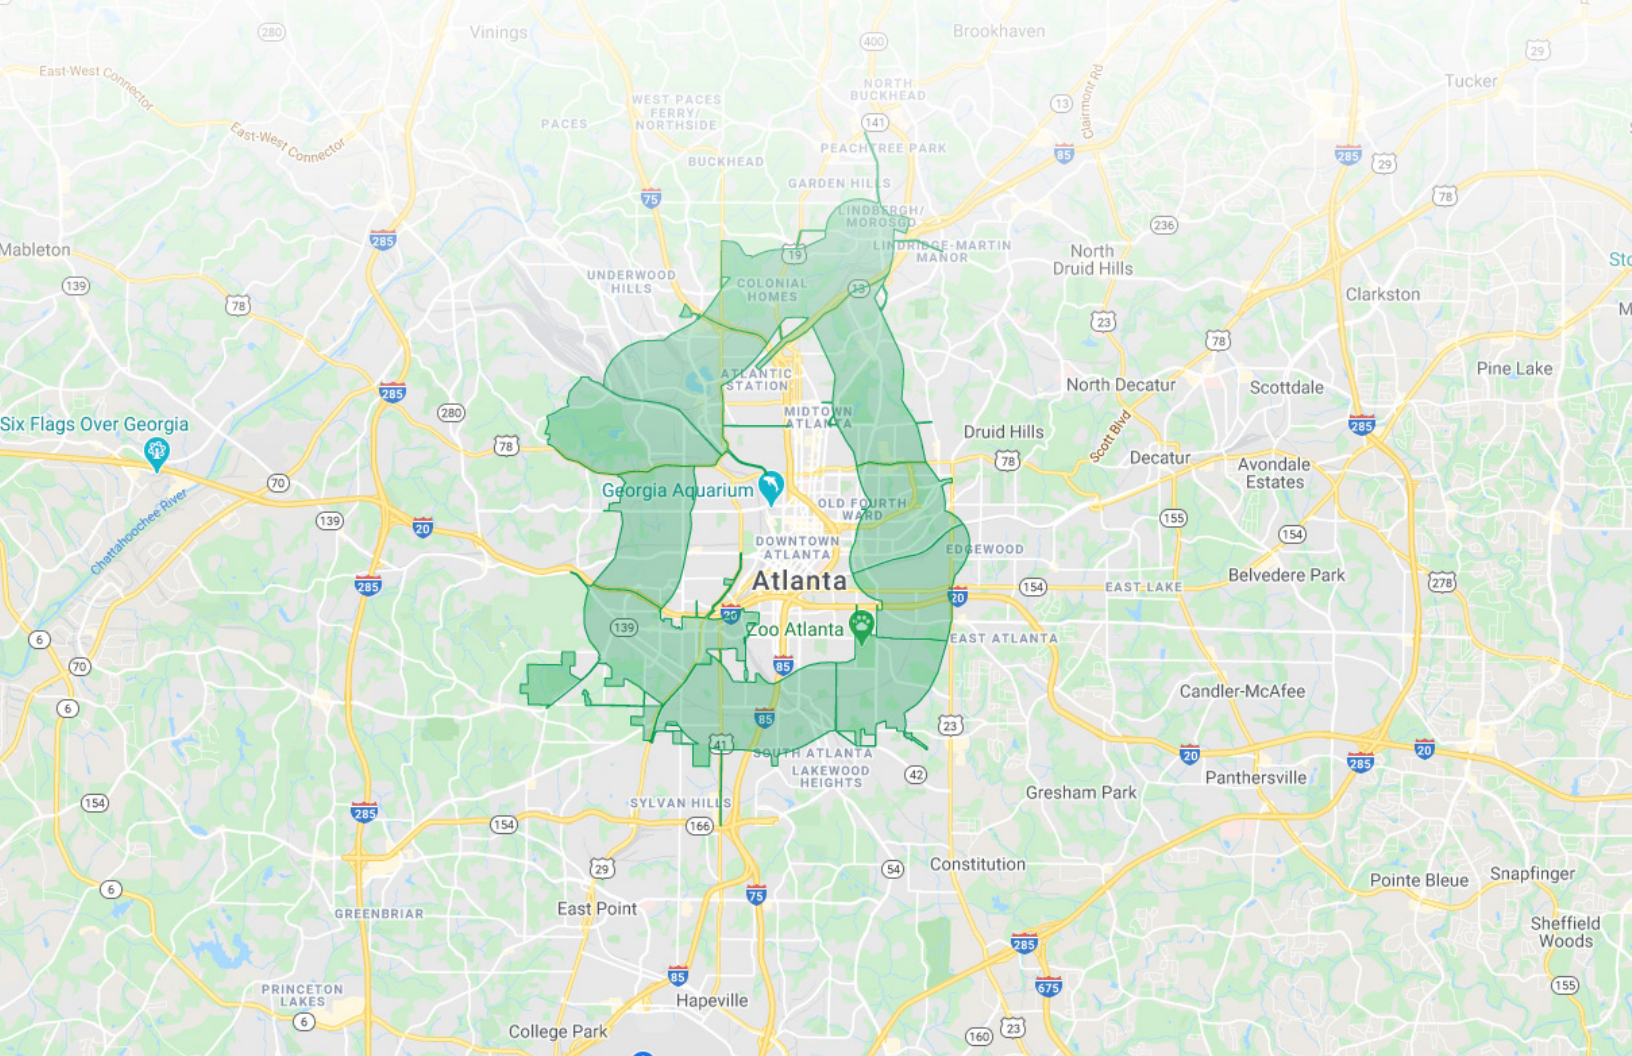 280
Vinings
400
Brookhaven
29
East-West Connector
Tucker
WEST PACES
FERRY/
NORTHSIDE
NORTH
BUCKHEAD
13
Clairmont Rd
PACES
141
East-West Connector
BUCKHEAD
PEACHTREE PARK
85
285
29
GARDEN HILLS
75
78
LINDBERGH/
MOROSGO
236
285
Mableton
19
LINDRIDGE-MARTIN
MANOR
North
Druid Hills
139
UNDERWOOD
HILLS
COLONIAL
HOMES
13
Clarkston
78
23
78
ATLANTIC
STATION
285
North Decatur
Scottdale
Pine Lake
280
MIDTOWN
ATLANTA
Six Flags Over Georgia
78
Druid Hills
Scott Blvd
285
78
Decatur
Avondale
Estates
70
Georgia Aquarium
OLD FOURTH
WARD
139
20
155
154
Chattahoochee River
DOWNTOWN
ATLANTA
EDGEWOOD
285
Atlanta
154
EAST LAKE
Belvedere Park
278
20
20
6
139
Zoo Atlanta
EAST ATLANTA
70
85
Candler-McAfee
6
85
23
41
SOUTH ATLANTA
20
20
285
LAKEWOOD
HEIGHTS
42
Panthersville
154
SYLVAN HILLS
Gresham Park
285
154
166
29
54
Constitution
6
75
Pointe Bleue
Snapfinger
GREENBRIAR
East Point
285
Sheffield
Woods
85
675
155
PRINCETON
LAKES
Hapeville
6
College Park
160
23